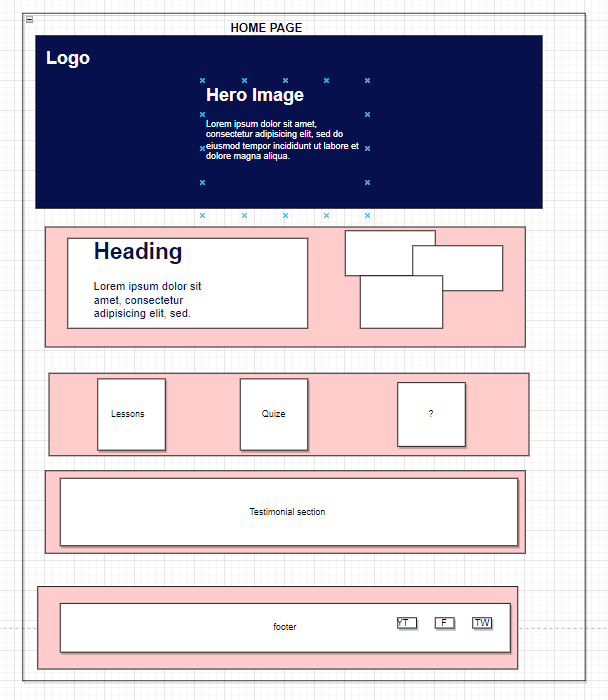 HOME PAGE
Logo
Hero Image
Lorem ipsum dolor sit amet,
consectetur adipisicing elit, sed do
eiusmod tempor incididunt ut labore et
dolore magna aliqua.
Heading
Lorem ipsum dolor sit
amet, consectetur
adipisicing elit, sed.
Lessons
Quize
?
Testimonial section
footer
YT
F
TW